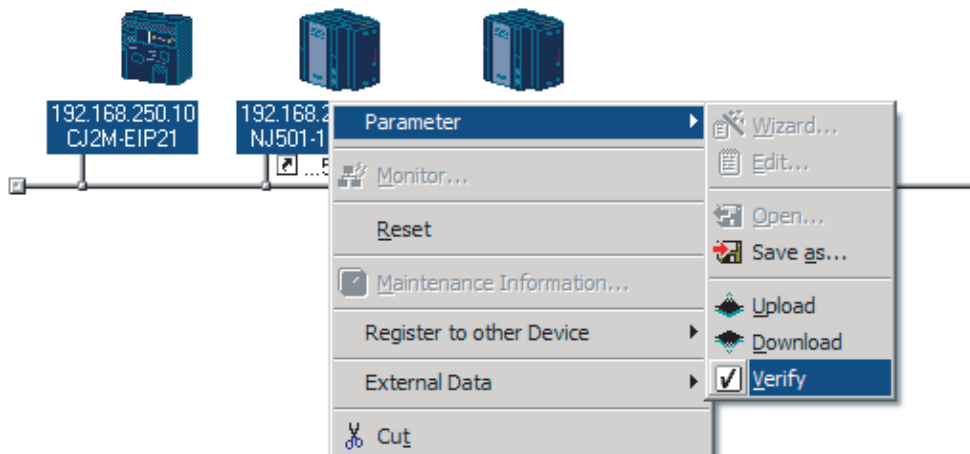 192.168.250.10
CJ2M-EIP21
192.168.2
NJ501-1
...5
Parameter
Monitor...
Reset
Maintenance Information...
Register to other Device
External Data
Cut
Wizard...
Edit...
Open...
Save as...
Upload
Download
Verify